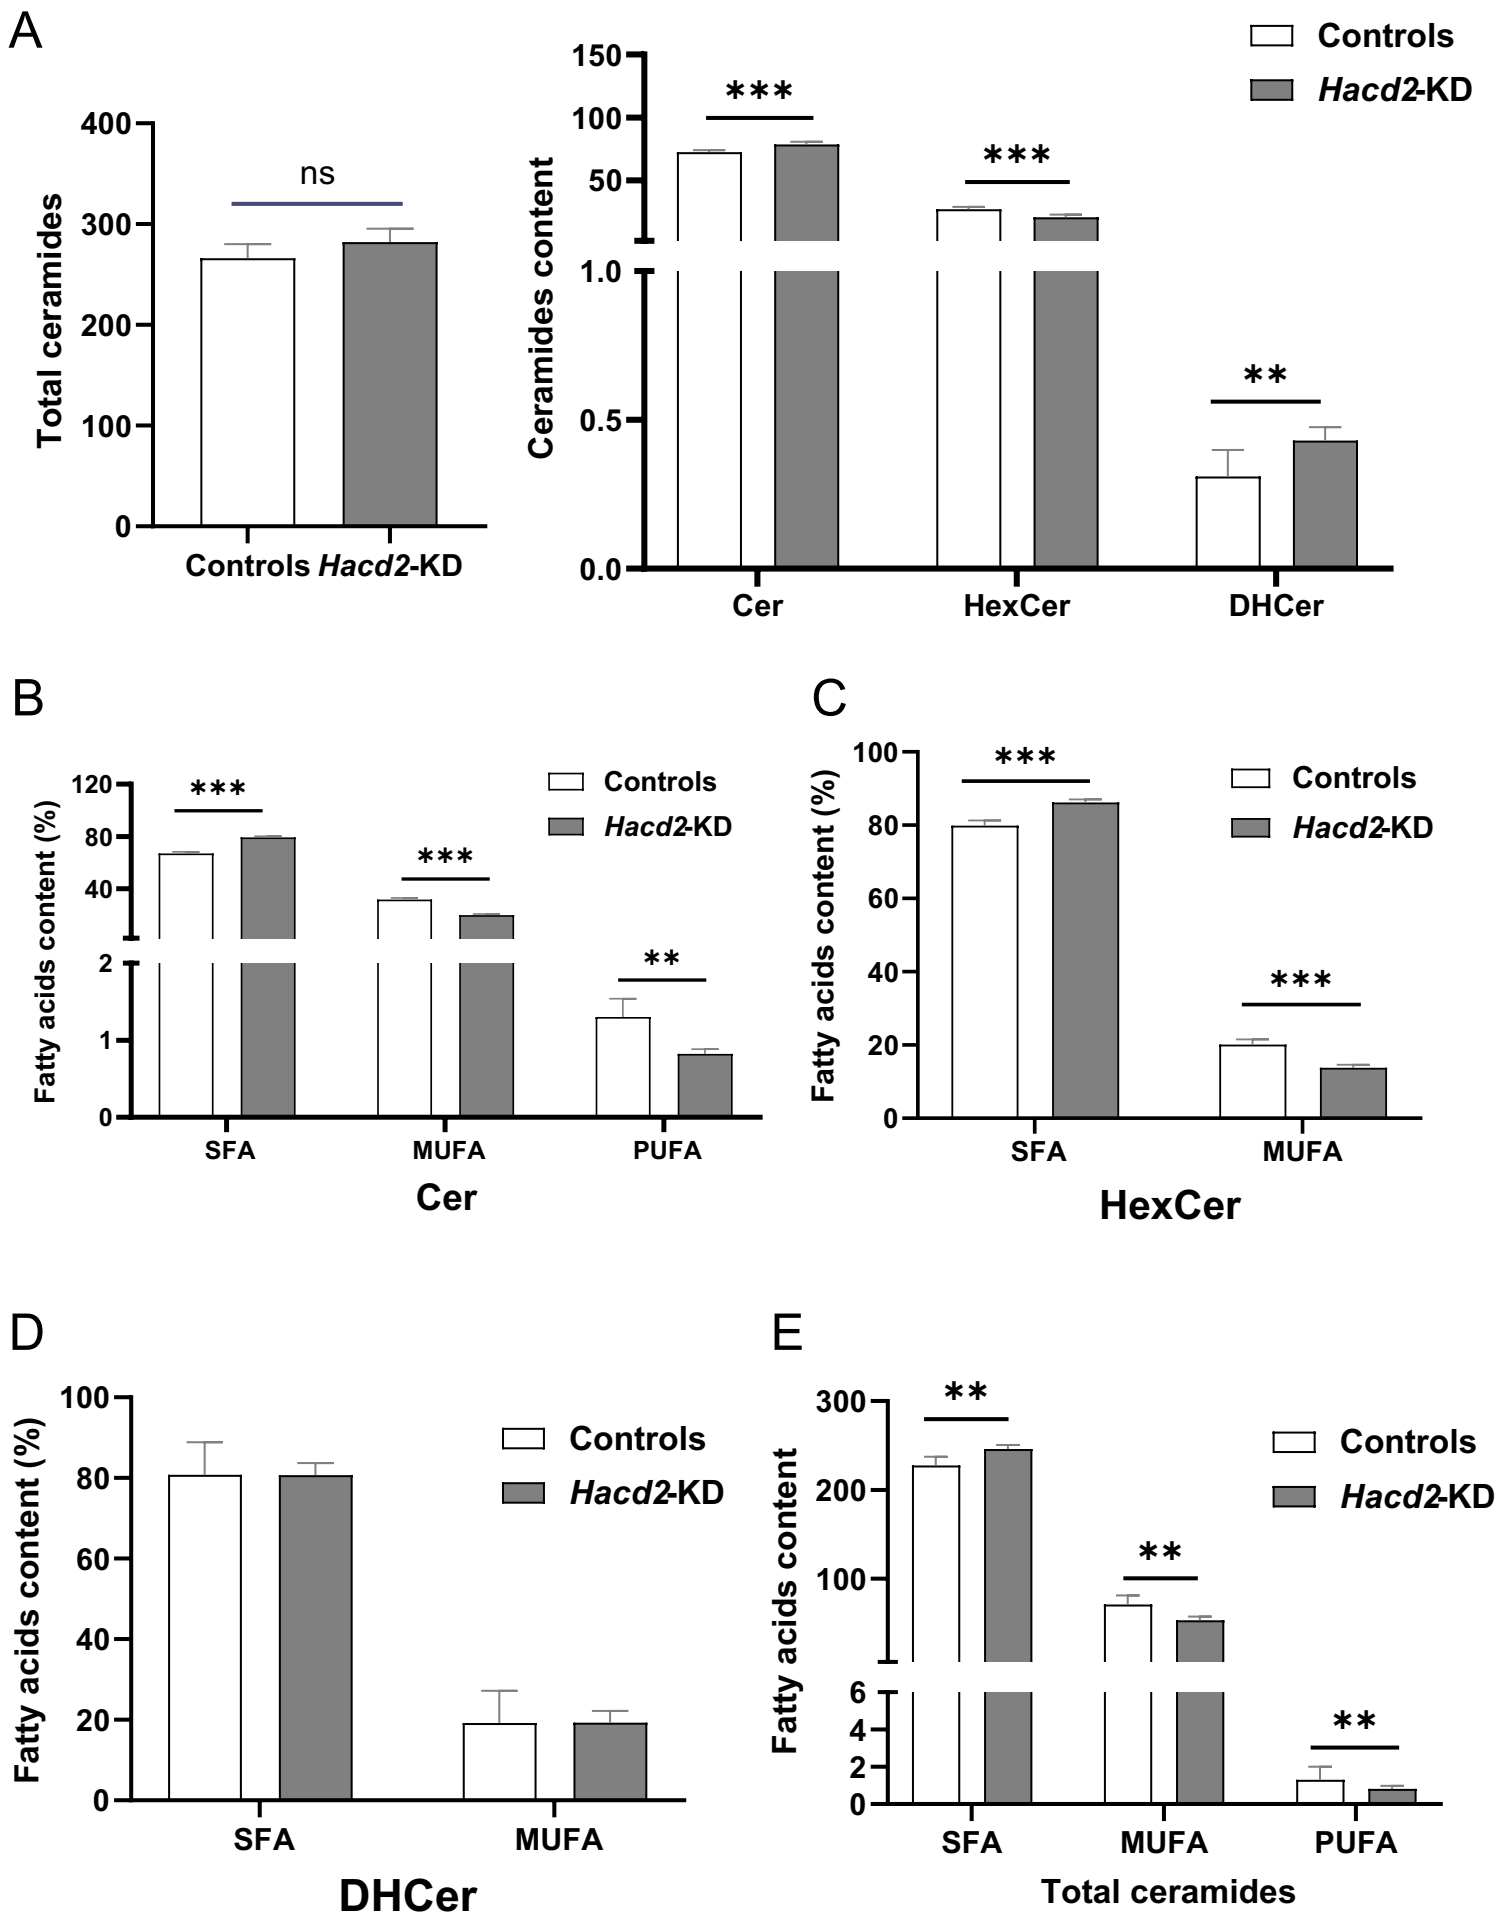 A
Total ceramides
400
300
200
100
0
ns
Controls Hacd2-KD
Ceramides content
150
100
50
1.0
0.5
0.0
***
***
**
Cer HexCer DHCer
Controls
Hacd2-KD
B
Fatty acids content (%)
120
80
40
2
1
0
***
***
**
SFA MUFA PUFA
Cer
Controls
Hacd2-KD
C
Fatty acids content (%)
100
80
60
40
20
0
***
***
SFA MUFA
HexCer
Controls
Hacd2-KD
D
Fatty acids content (%)
100
80
60
40
20
0
SFA MUFA
DHCer
Controls
Hacd2-KD
E
Fatty acids content
300
200
100
6
4
2
0
**
**
**
SFA MUFA PUFA
Total ceramides
Controls
Hacd2-KD